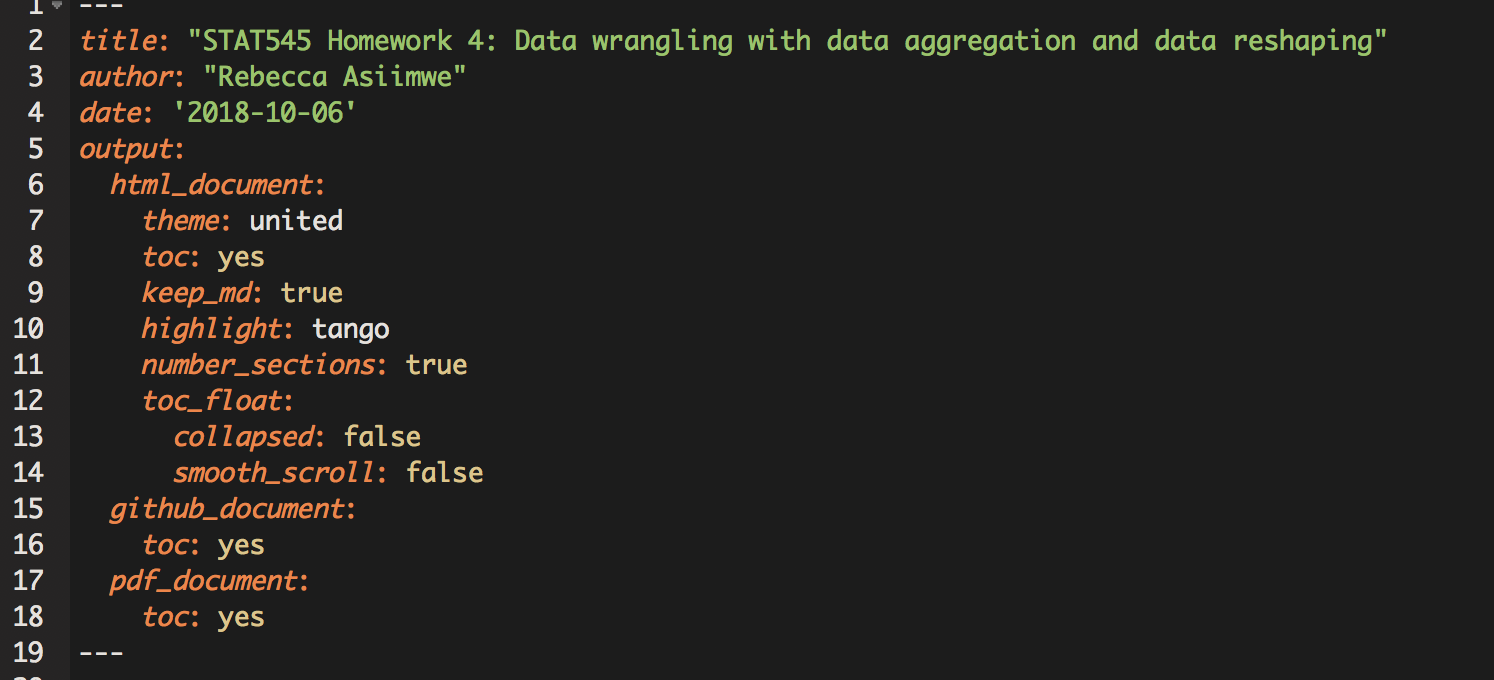 1 ---
2 title: "STAT545 Homework 4: Data wrangling with data aggregation and data reshaping"
3 author: "Rebecca Asiimwe"
4 date: '2018-10-06'
5 output:
6   html_document:
7     theme: united
8     toc: yes
9     keep_md: true
10     highlight: tango
11     number_sections: true
12     toc_float:
13       collapsed: false
14       smooth_scroll: false
15   github_document:
16     toc: yes
17   pdf_document:
18     toc: yes
19 ---